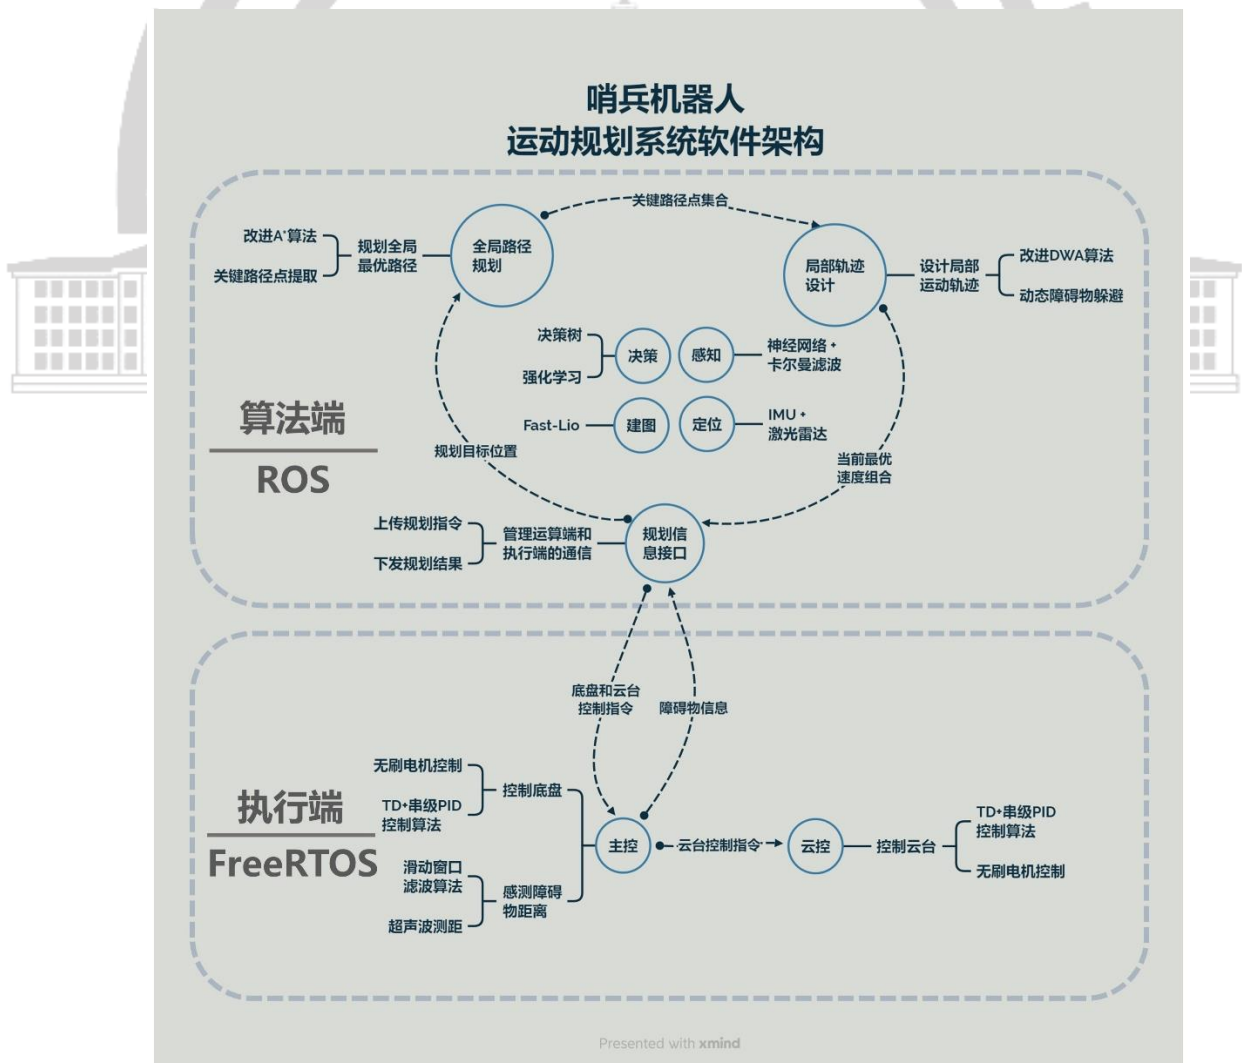 哨兵机器人
运动规划系统软件架构
关键路径点集合
改进A*算法
关键路径点提取
规划全局
最优路径
全局路径
规划
局部轨迹
设计
设计局部
运动轨迹
改进DWA算法
动态障碍物躲避
决策树
强化学习
决策
感知
神经网络 +
卡尔曼滤波
Fast-Lio
建图
定位
IMU +
激光雷达
算法端
ROS
规划目标位置
当前最优
速度组合
上传规划指令
下发规划结果
管理运算端和
执行端的通信
规划信
息接口
底盘和云台
控制指令
障碍物信息
执行端
FreeRTOS
无刷电机控制
TD+串级PID
控制算法
控制底盘
滑动窗口
滤波算法
超声波测距
感测障碍
物距离
主控
云台控制指令
云控
控制云台
TD+串级PID
控制算法
无刷电机控制
Presented with xmind